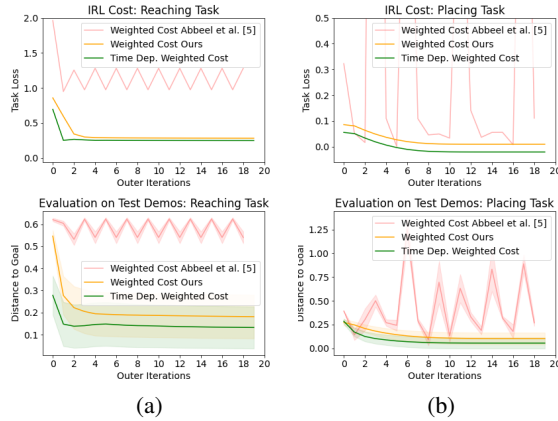 IRL Cost: Reaching Task
Task Loss
2.0
1.5
1.0
0.5
0.0
Weighted Cost Abbeel et al. [5]
Weighted Cost Ours
Time Dep. Weighted Cost
0 2 4 6 8 10 12 14 16 18 20
Outer Iterations
IRL Cost: Placing Task
Task Loss
0.5
0.4
0.3
0.2
0.1
0.0
Weighted Cost Abbeel et al. [5]
Weighted Cost Ours
Time Dep. Weighted Cost
0 2 4 6 8 10 12 14 16 18 20
Outer Iterations
Evaluation on Test Demos: Reaching Task
Distance to Goal
0.6
0.5
0.4
0.3
0.2
0.1
Weighted Cost Abbeel et al. [5]
Weighted Cost Ours
Time Dep. Weighted Cost
0 2 4 6 8 10 12 14 16 18 20
Outer Iterations
Evaluation on Test Demos: Placing Task
Distance to Goal
1.25
1.00
0.75
0.50
0.25
0.00
Weighted Cost Abbeel et al. [5]
Weighted Cost Ours
Time Dep. Weighted Cost
0 2 4 6 8 10 12 14 16 18 20
Outer Iterations
(a)
(b)